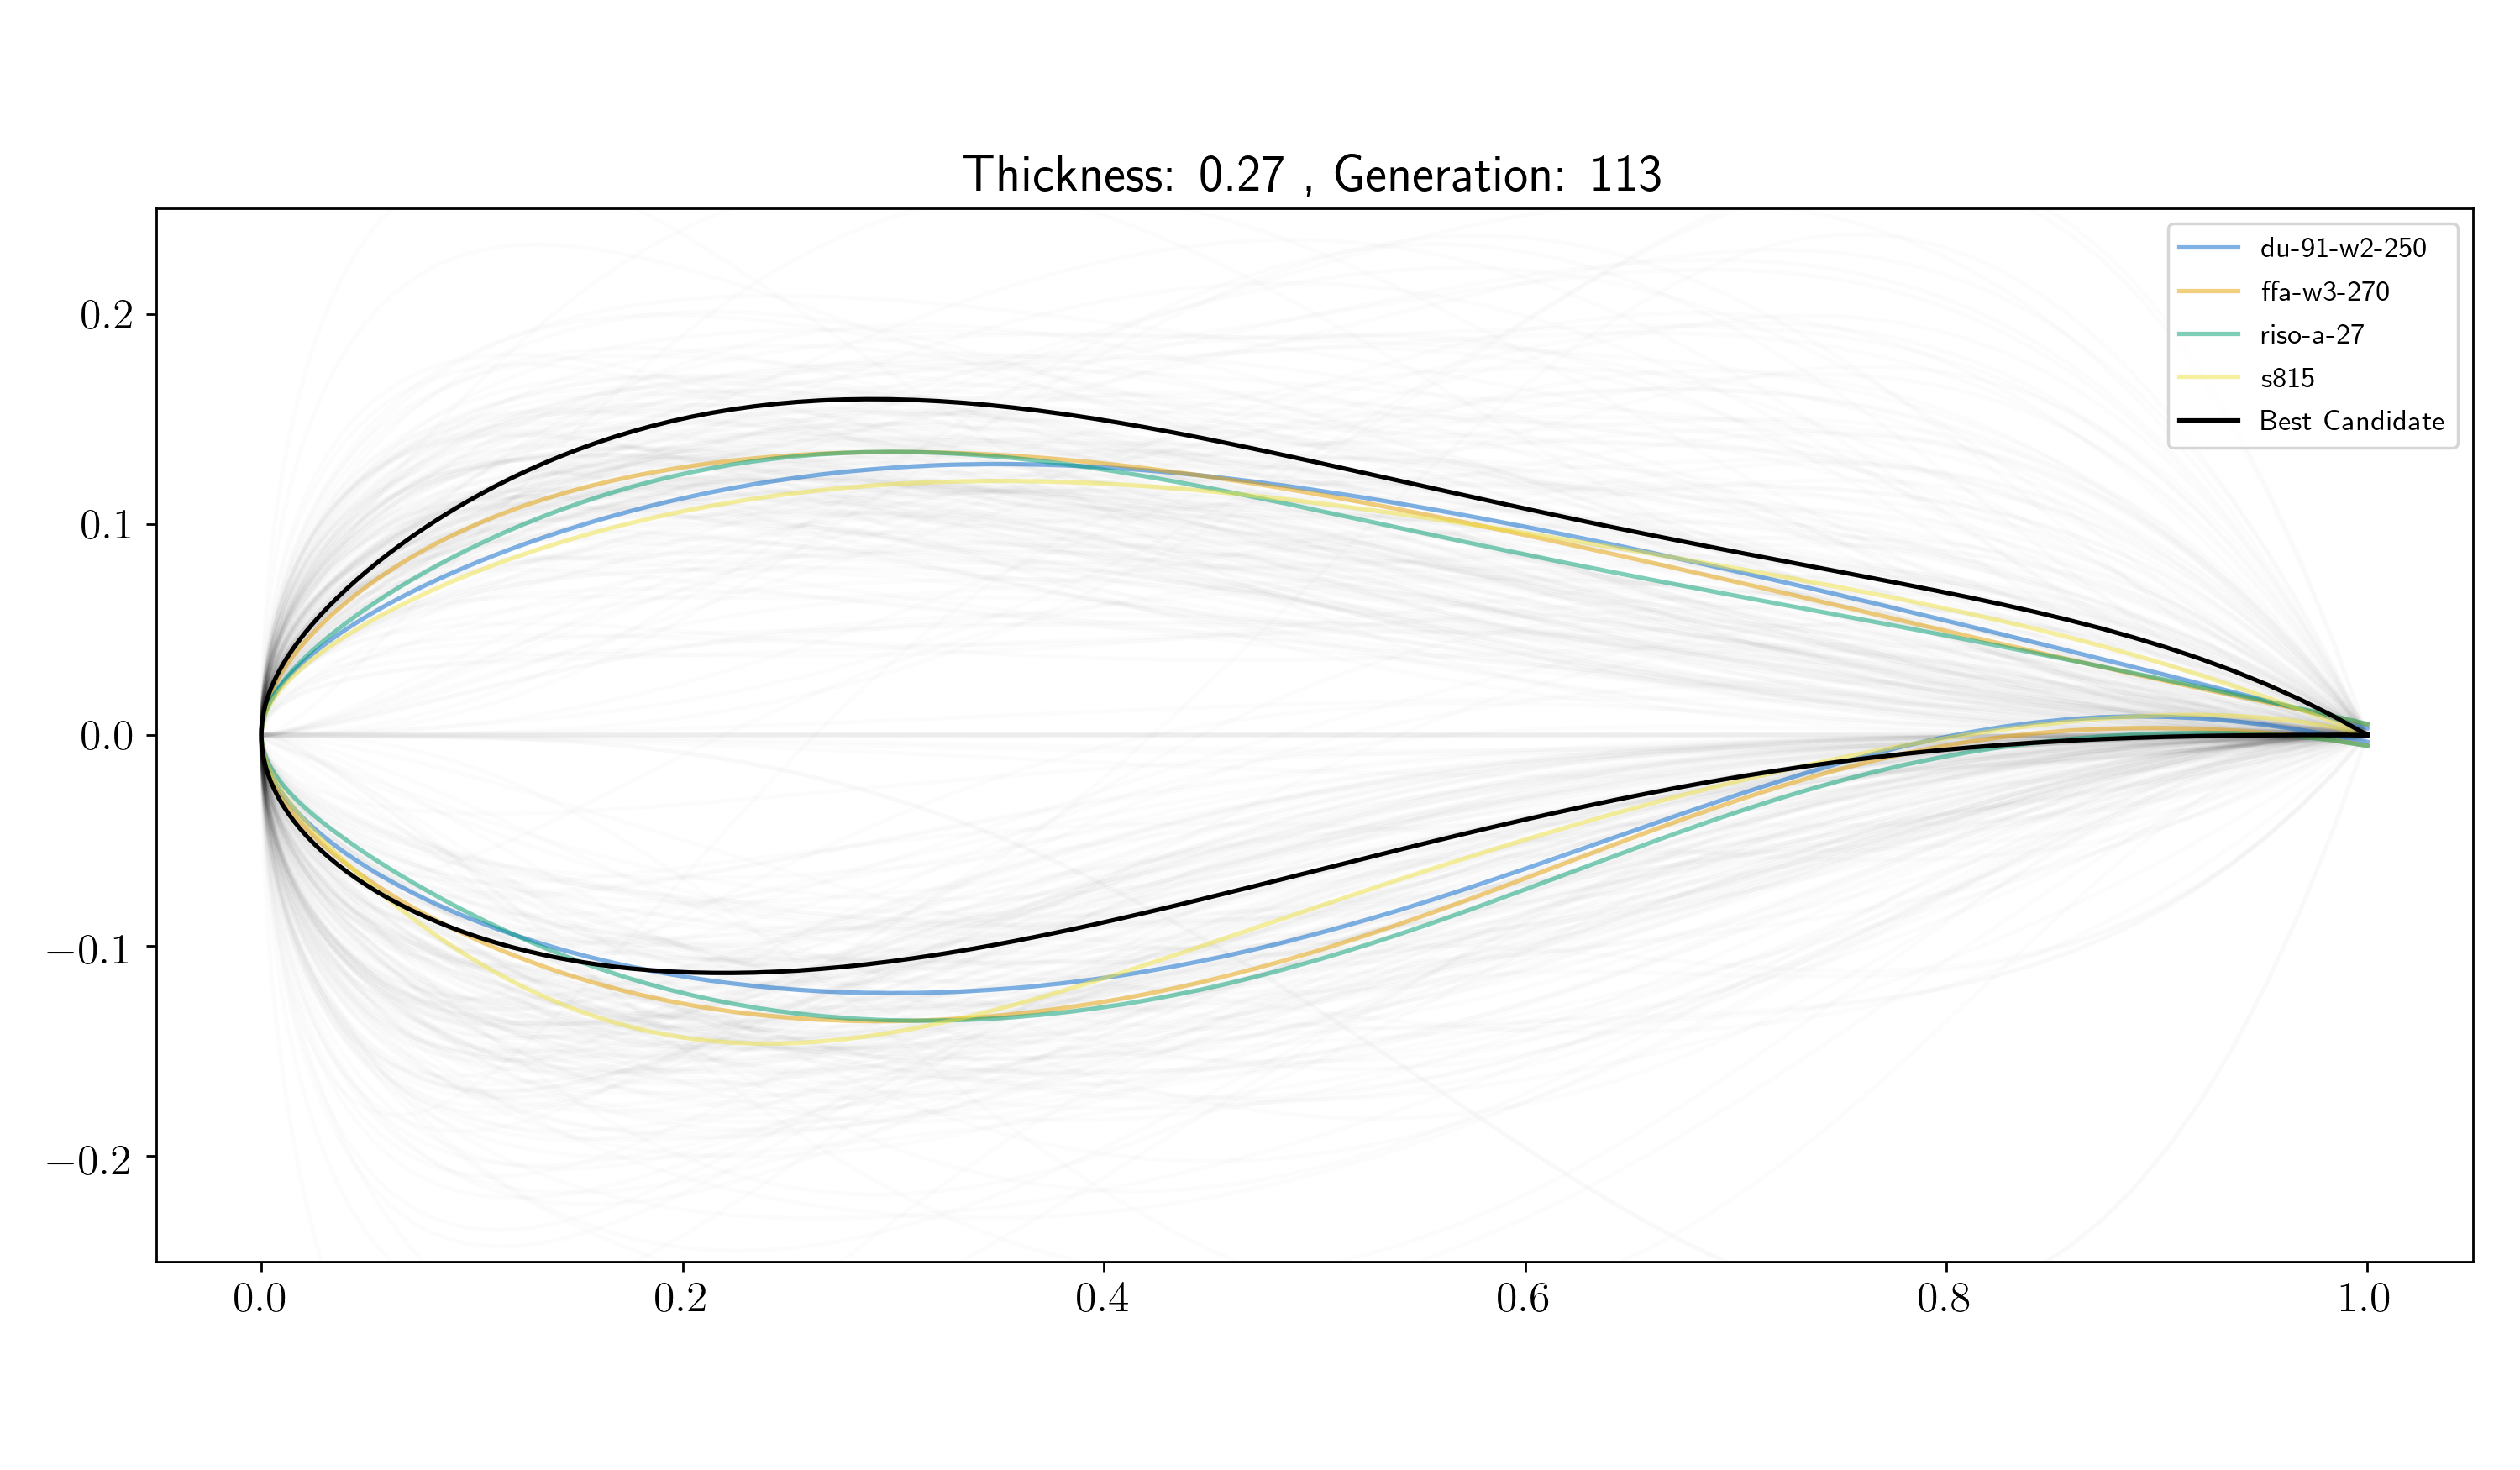 Thickness: 0.27 , Generation: 113
du-91-w2-250
ffa-w3-270
riso-a-27
s815
Best Candidate
0.2
0.1
0.0
−0.1
−0.2
0.0 0.2 0.4 0.6 0.8 1.0